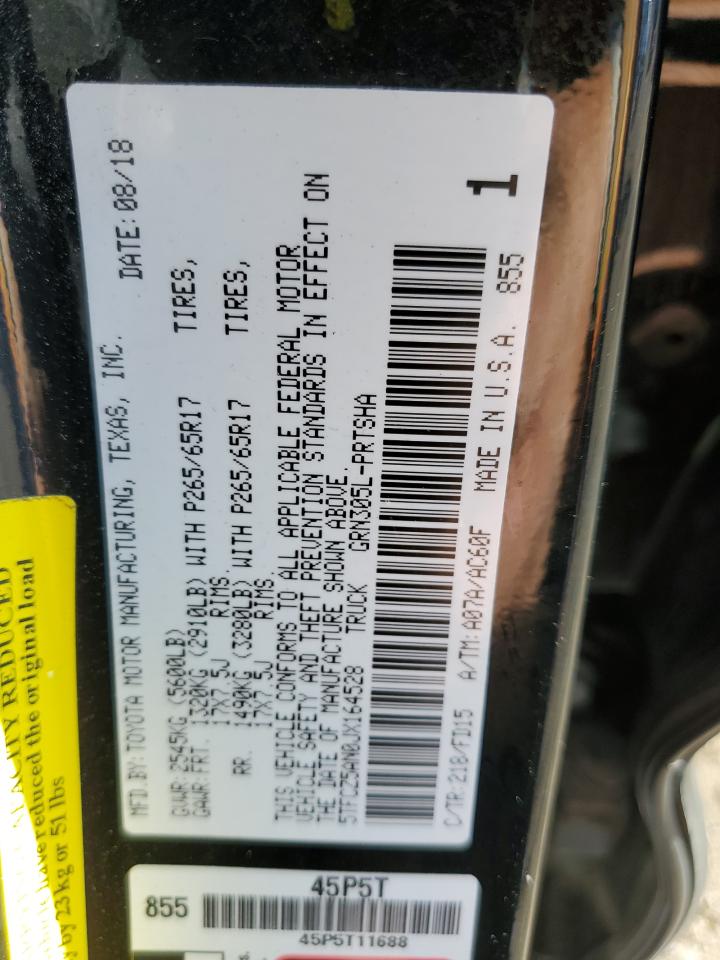 MFD.BY: TOYOTA MOTOR MANUFACTURING, TEXAS, INC. DATE: 08/18
GVWR: 2545KG (5600LB)
GAWR: FRT. 1320KG (2910LB) WITH P265/65R17 TIRES,
17X7.5J RIMS.
RR. 1490KG (3280LB) WITH P265/65R17 TIRES,
17X7.5J RIMS.
THIS VEHICLE CONFORMS TO ALL APPLICABLE FEDERAL MOTOR
VEHICLE SAFETY AND THEFT PREVENTION STANDARDS IN EFFECT ON
THE DATE OF MANUFACTURE SHOWN ABOVE.
5TFCZ5AN0JX164528 TRUCK GRN305L-PRTSHA
1
C/TR: 218/FD15 A/TM: A07A/AC60F MADE IN U.S.A. 855
REDUCED
have reduced the original load
by 23 kg or 51 lbs
45P5T
855
45P5T11688